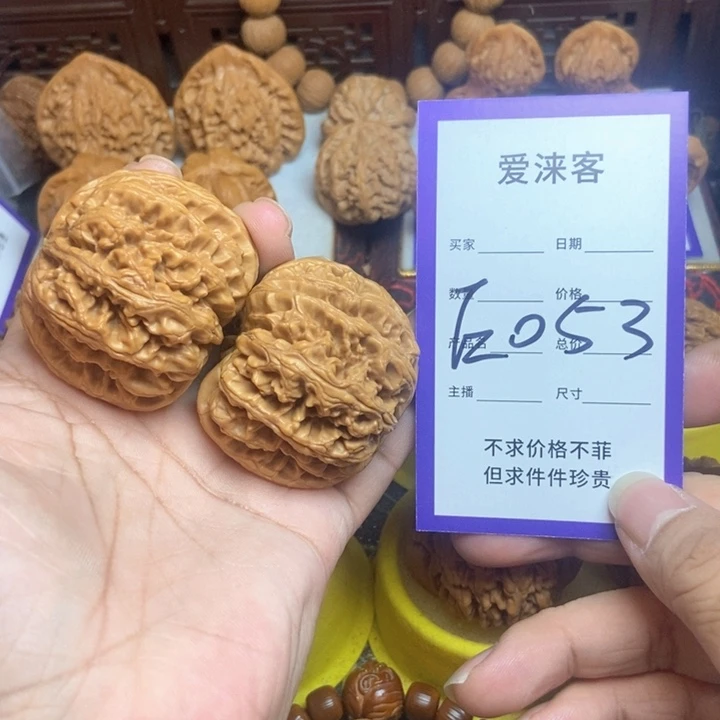 爱涞客
买家 日期
数量 价格
产品名 总价
053
主播 尺寸
不求价格不菲
但求件件珍贵